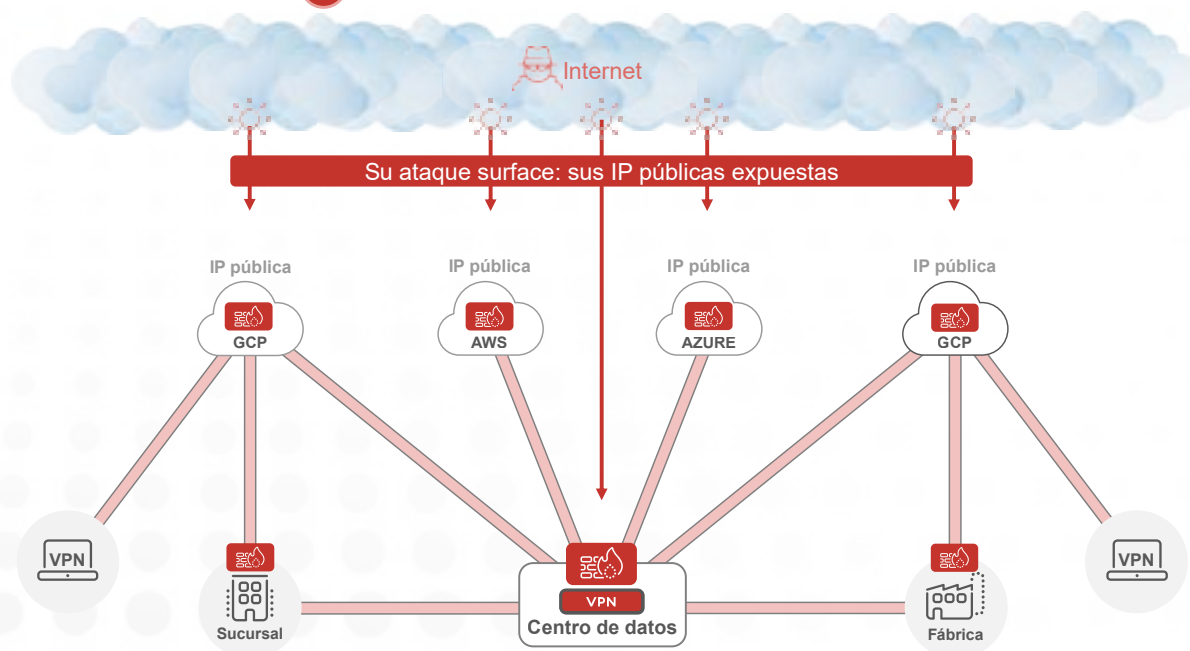 Internet
Su ataque surface: sus IP públicas expuestas
IP pública
IP pública
IP pública
IP pública
GCP
AWS
AZURE
GCP
VPN
VPN
VPN
Sucursal
Centro de datos
Fábrica